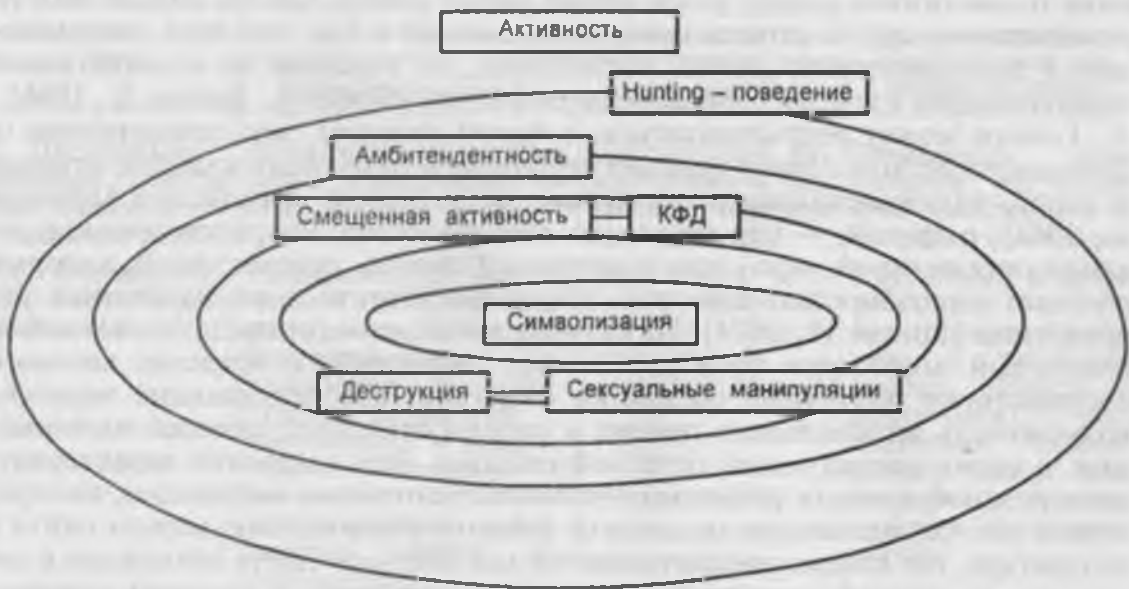 Активность
Hunting – поведение
Амбитендентность
Смещенная активность КФД
Символизация
Деструкция Сексуальные манипуляции